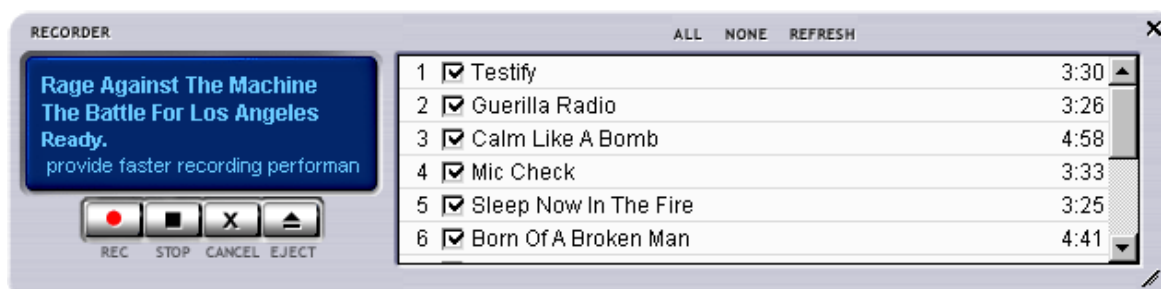 RECORDER
ALL NONE REFRESH
Rage Against The Machine
The Battle For Los Angeles
Ready.
provide faster recording performan
REC STOP CANCEL EJECT
1 Testify 3:30
2 Guerilla Radio 3:26
3 Calm Like A Bomb 4:58
4 Mic Check 3:33
5 Sleep Now In The Fire 3:25
6 Born Of A Broken Man 4:41